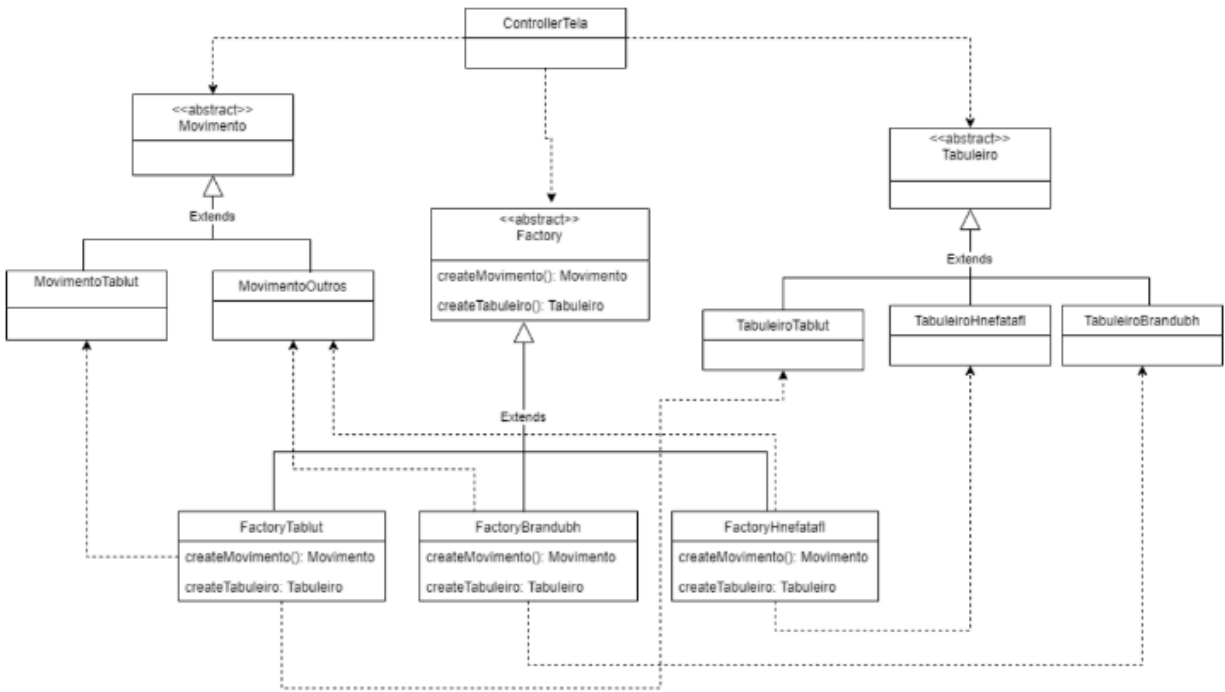 ControllerTela
<<abstract>>
Movimento
<<abstract>>
Tabuleiro
Extends
<<abstract>>
Factory
createMovimento(): Movimento
createTabuleiro(): Tabuleiro
Extends
MovimentoTablut
MovimentoOutros
TabuleiroTablut
TabuleiroHnefatafl
TabuleiroBrandubh
Extends
FactoryTablut
createMovimento(): Movimento
createTabuleiro: Tabuleiro
FactoryBrandubh
createMovimento(): Movimento
createTabuleiro: Tabuleiro
FactoryHnefatafl
createMovimento(): Movimento
createTabuleiro: Tabuleiro